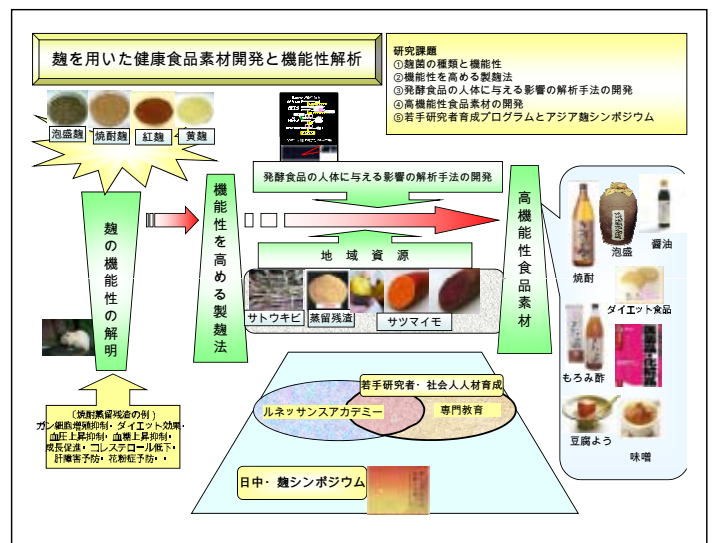 麹を用いた健康食品素材開発と機能性解析
研究課題
①麹菌の種類と機能性
②機能性を高める製麹法
③発酵食品の人体に与える影響の解析手法の開発
④高機能性食品素材の開発
⑤若手研究者育成プログラムとアジア麹シンポジウム
泡盛麹
焼酎麹
紅麹
黄麹
麹の機能性の解明
機能性を高める製麹法
発酵食品の人体に与える影響の解析手法の開発
地域資源
サトウキビ
蒸留残渣
サツマイモ
高機能性食品素材
焼酎
泡盛
醤油
ダイエット食品
もろみ酢
豆腐よう
味噌
(焼酎蒸留残渣の例)
ガン細胞増殖抑制・ダイエット効果・
血圧上昇抑制・血糖上昇抑制・
成長促進・コレステロール低下・
肝障害予防・花粉症予防・・
若手研究者・社会人人材育成
ルネッサンスアカデミー
専門教育
日中・麹シンポジウム